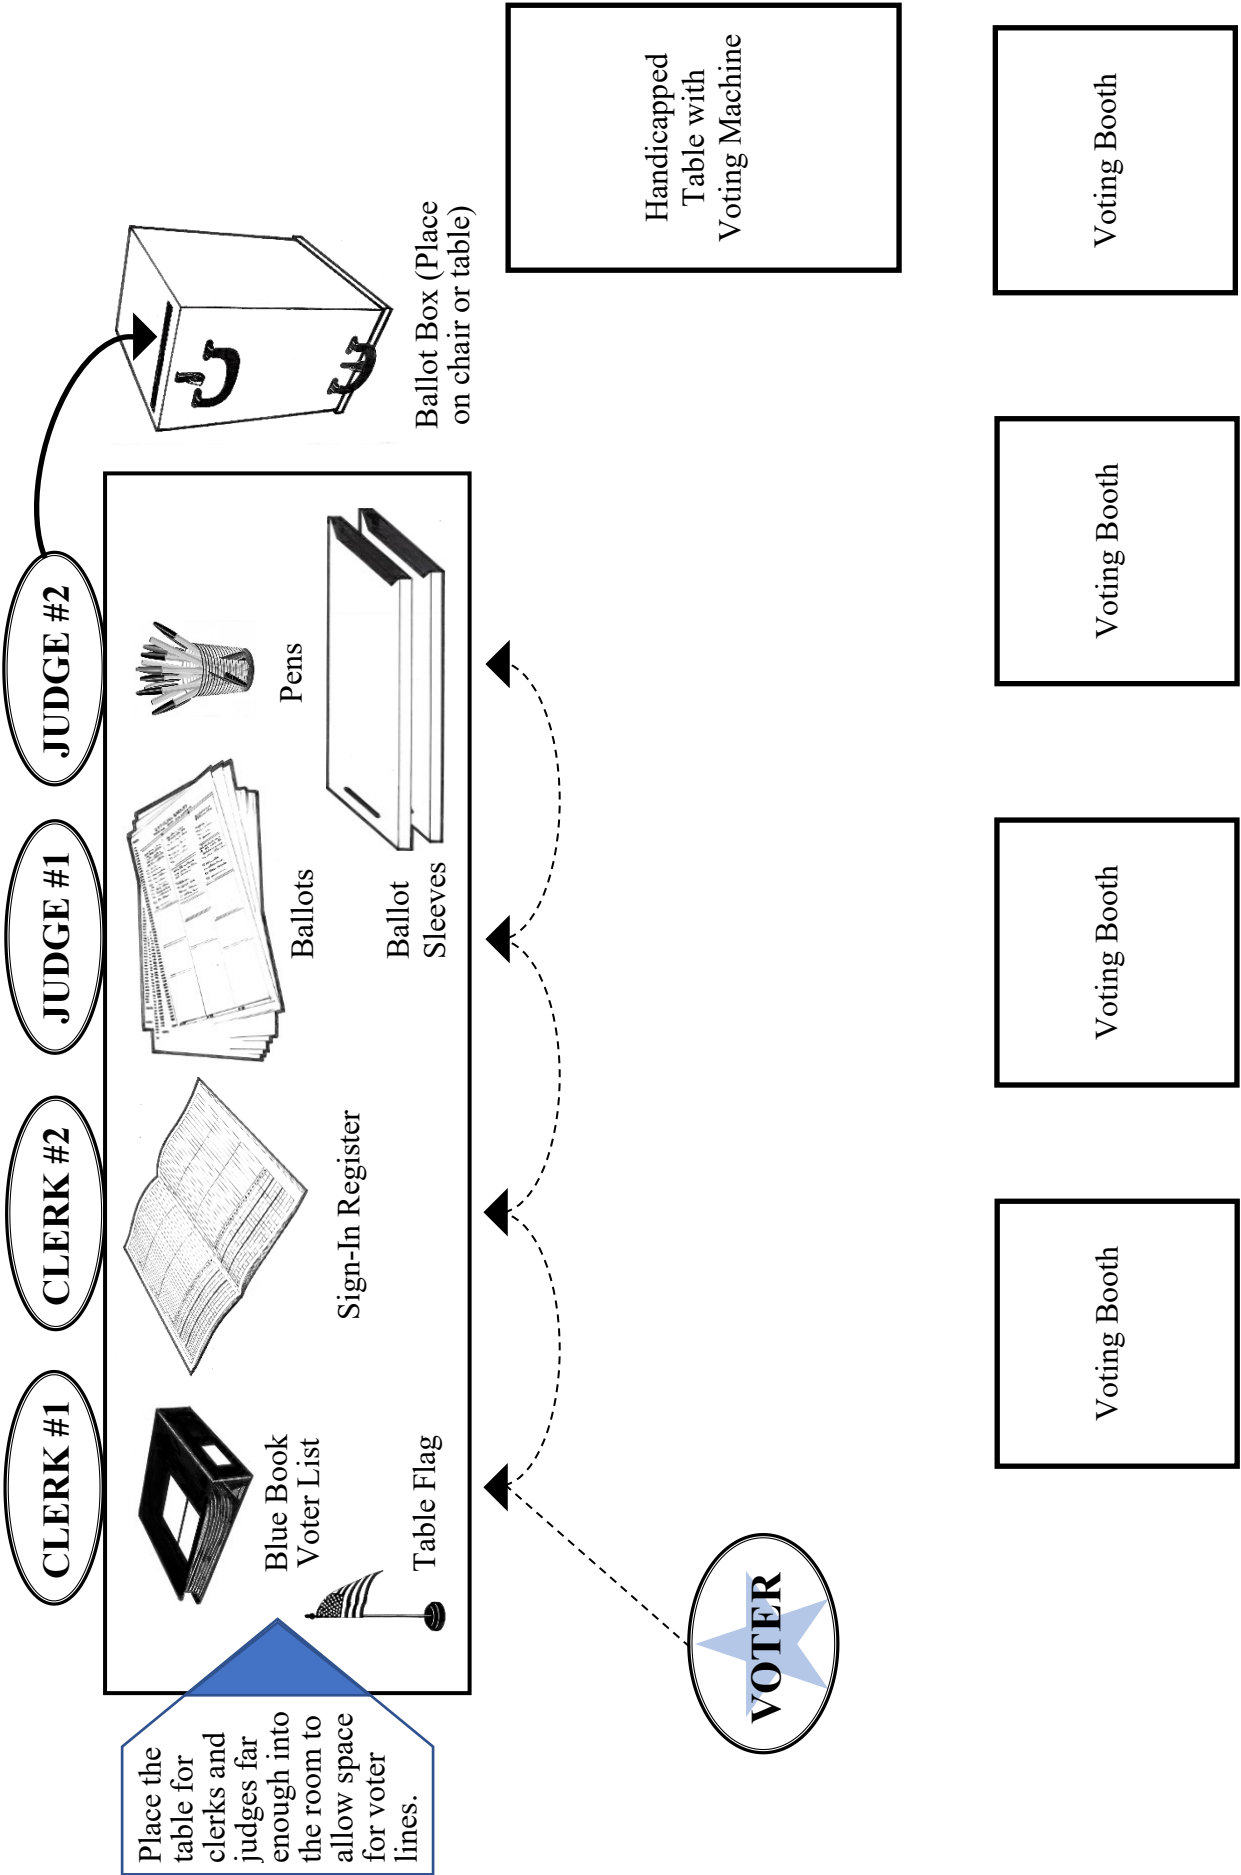 Place the
table for
clerks and
judges far
enough into
the room to
allow space
for voter
lines.
CLERK #1
CLERK #2
JUDGE #1
JUDGE #2
Blue Book
Voter List
Table Flag
Sign-In Register
Ballots
Ballot
Sleeves
Pens
Ballot Box (Place
on chair or table)
VOTER
Handicapped
Table with
Voting Machine
Voting Booth
Voting Booth
Voting Booth
Voting Booth